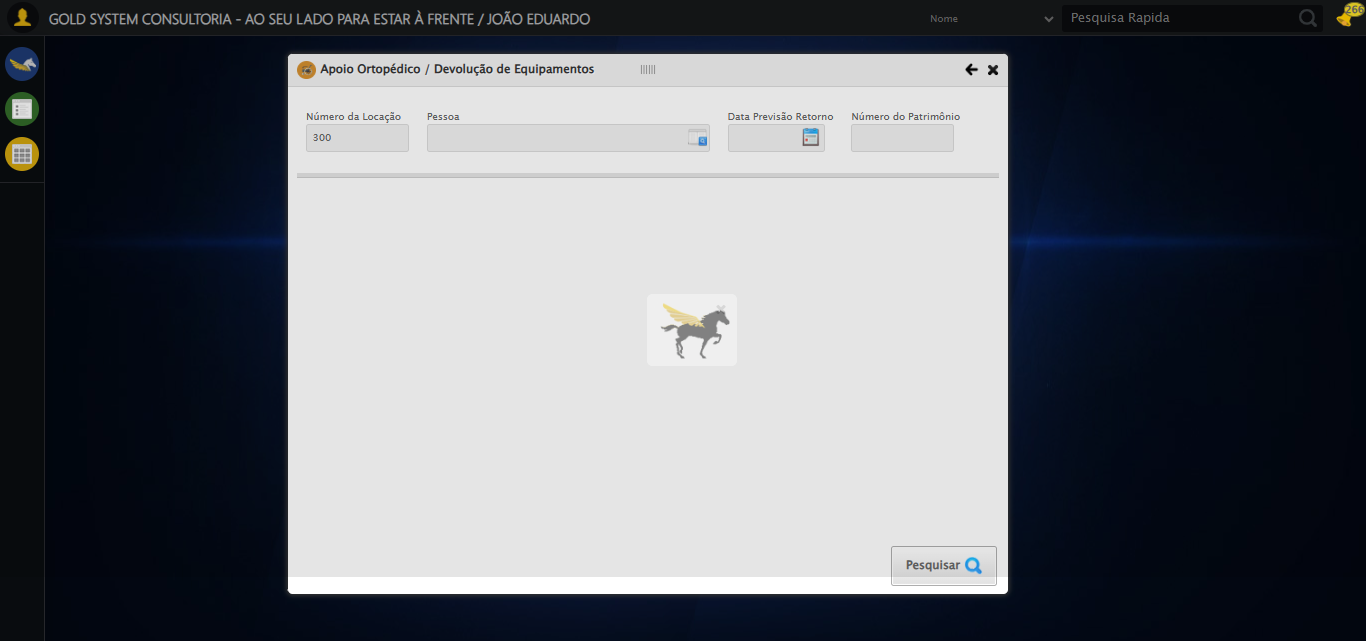 GOLD SYSTEM CONSULTORIA - AO SEU LADO PARA ESTAR À FRENTE / JOÃO EDUARDO
Nome
Pesquisa Rapida
266
Apoio Ortopédico / Devolução de Equipamentos
Número da Locação
Pessoa
Data Previsão Retorno
Número do Patrimônio
300
Pesquisar